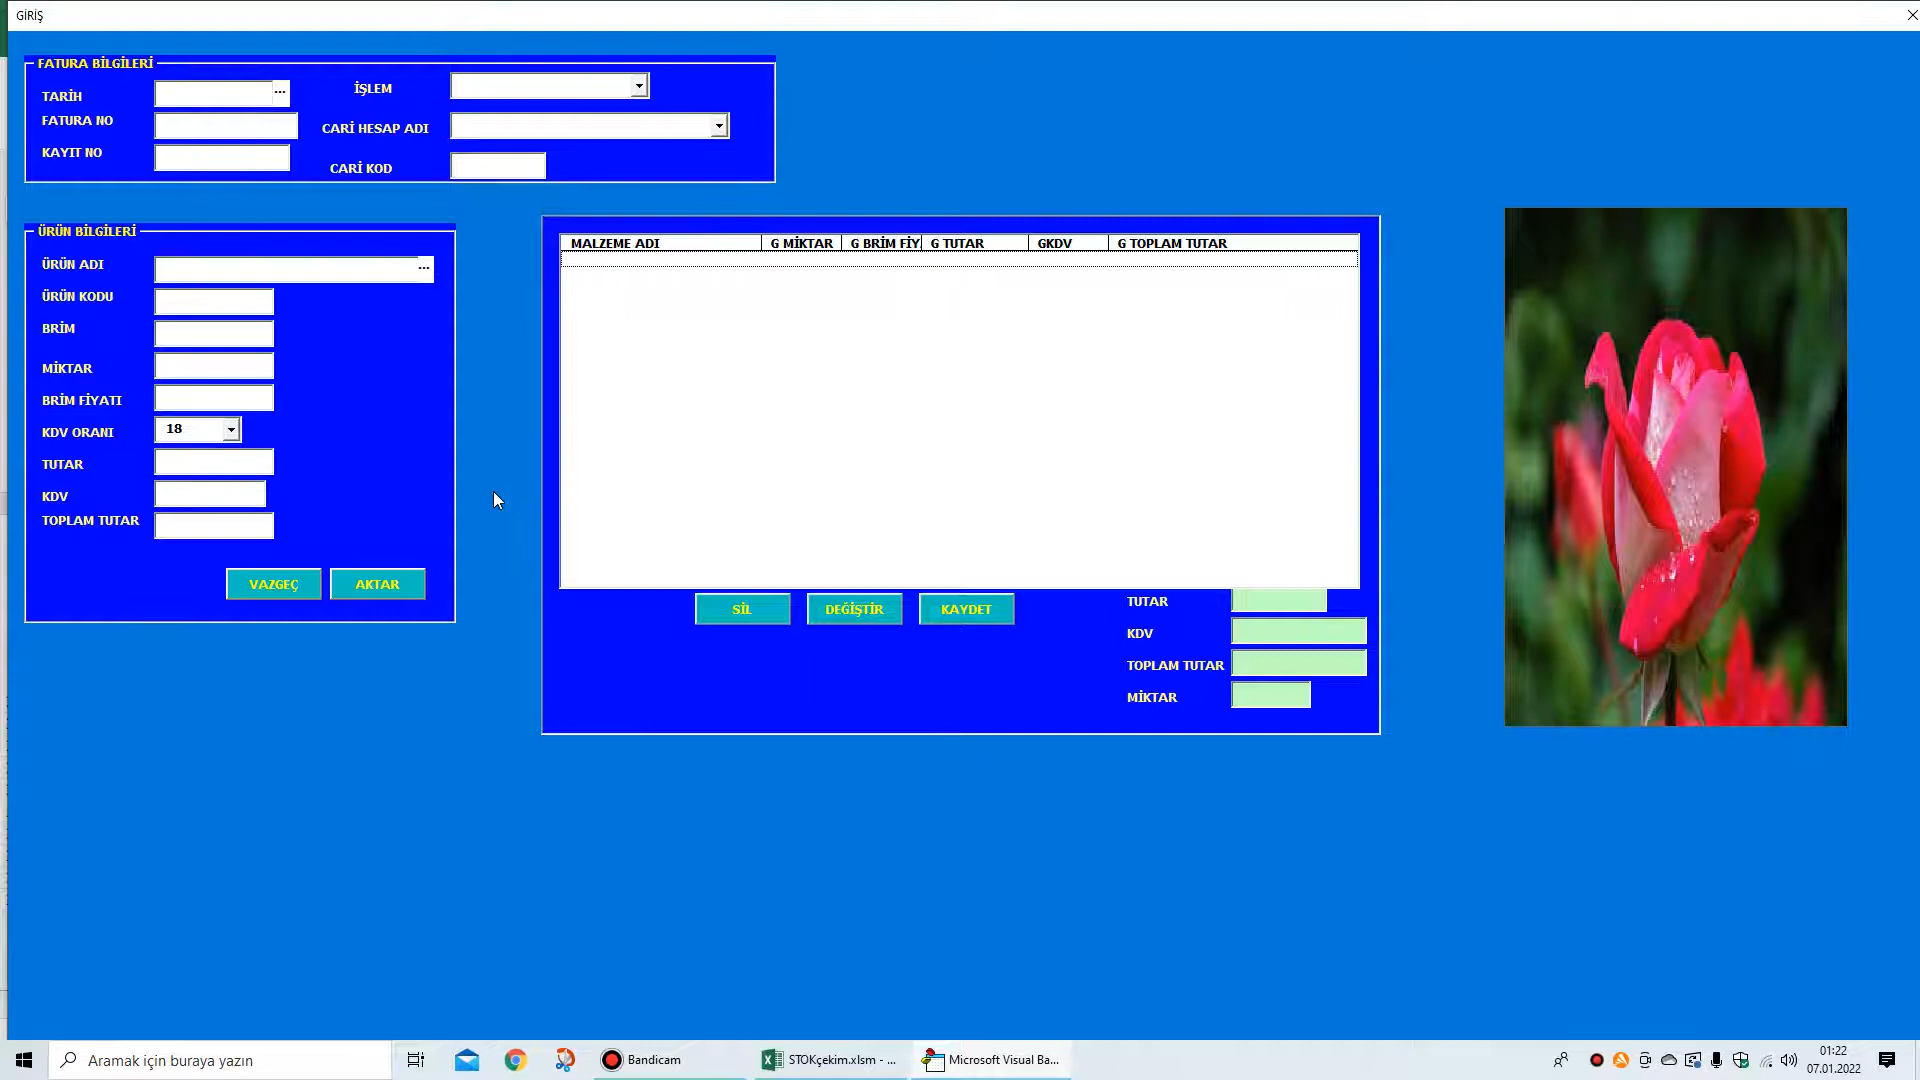 GİRİŞ
FATURA BİLGİLERİ
TARİH
...
İŞLEM
FATURA NO
CARİ HESAP ADI
KAYIT NO
CARİ KOD
ÜRÜN BİLGİLERİ
ÜRÜN ADI
...
ÜRÜN KODU
BRİM
MİKTAR
BRİM FİYATI
KDV ORANI
18
TUTAR
KDV
TOPLAM TUTAR
VAZGEÇ
AKTAR
MALZEME ADI
G MİKTAR
G BRİM FİY
G TUTAR
GKDV
G TOPLAM TUTAR
SİL
DEĞİŞTİR
KAYDET
TUTAR
KDV
TOPLAM TUTAR
MİKTAR
Aramak için buraya yazın
Bandicam
STOKçekim.xlsm - ...
Microsoft Visual Ba...
01:22
07.01.2022